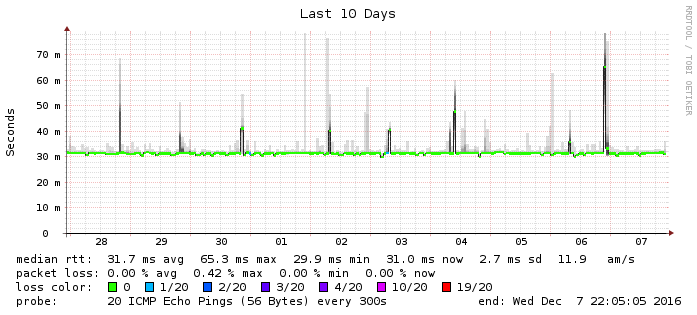 Last 10 Days
RRDTOOL / TOBI OETIKER
Seconds
70 m
60 m
50 m
40 m
30 m
20 m
10 m
0
28 29 30 01 02 03 04 05 06 07
median rtt: 31.7 ms avg 65.3 ms max 29.9 ms min 31.0 ms now 2.7 ms sd 11.9 am/s
packet loss: 0.00 % avg 0.42 % max 0.00 % min 0.00 % now
loss color: 0 1/20 2/20 3/20 4/20 10/20 19/20
probe: 20 ICMP Echo Pings (56 Bytes) every 300s end: Wed Dec 7 22:05:05 2016